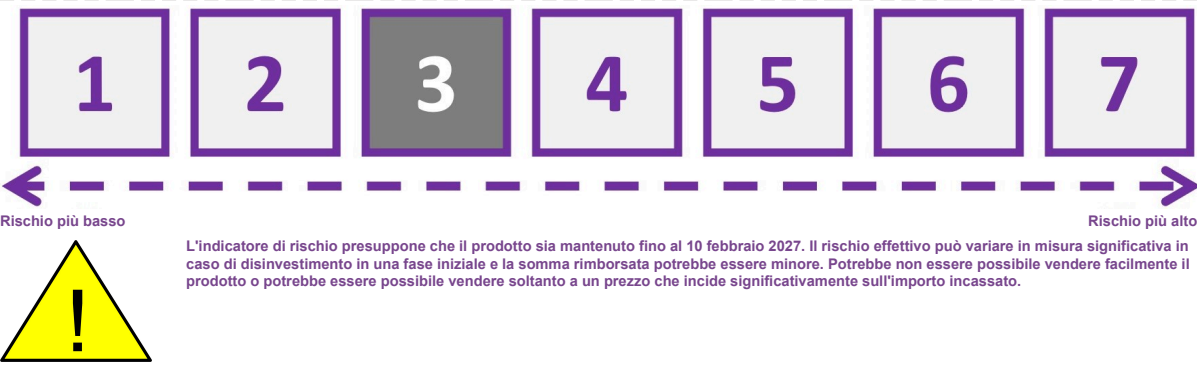 1 2 3 4 5 6 7
Rischio più basso Rischio più alto
L'indicatore di rischio presuppone che il prodotto sia mantenuto fino al 10 febbraio 2027. Il rischio effettivo può variare in misura significativa in
caso di disinvestimento in una fase iniziale e la somma rimborsata potrebbe essere minore. Potrebbe non essere possibile vendere facilmente il
prodotto o potrebbe essere possibile vendere soltanto a un prezzo che incide significativamente sull'importo incassato.
!